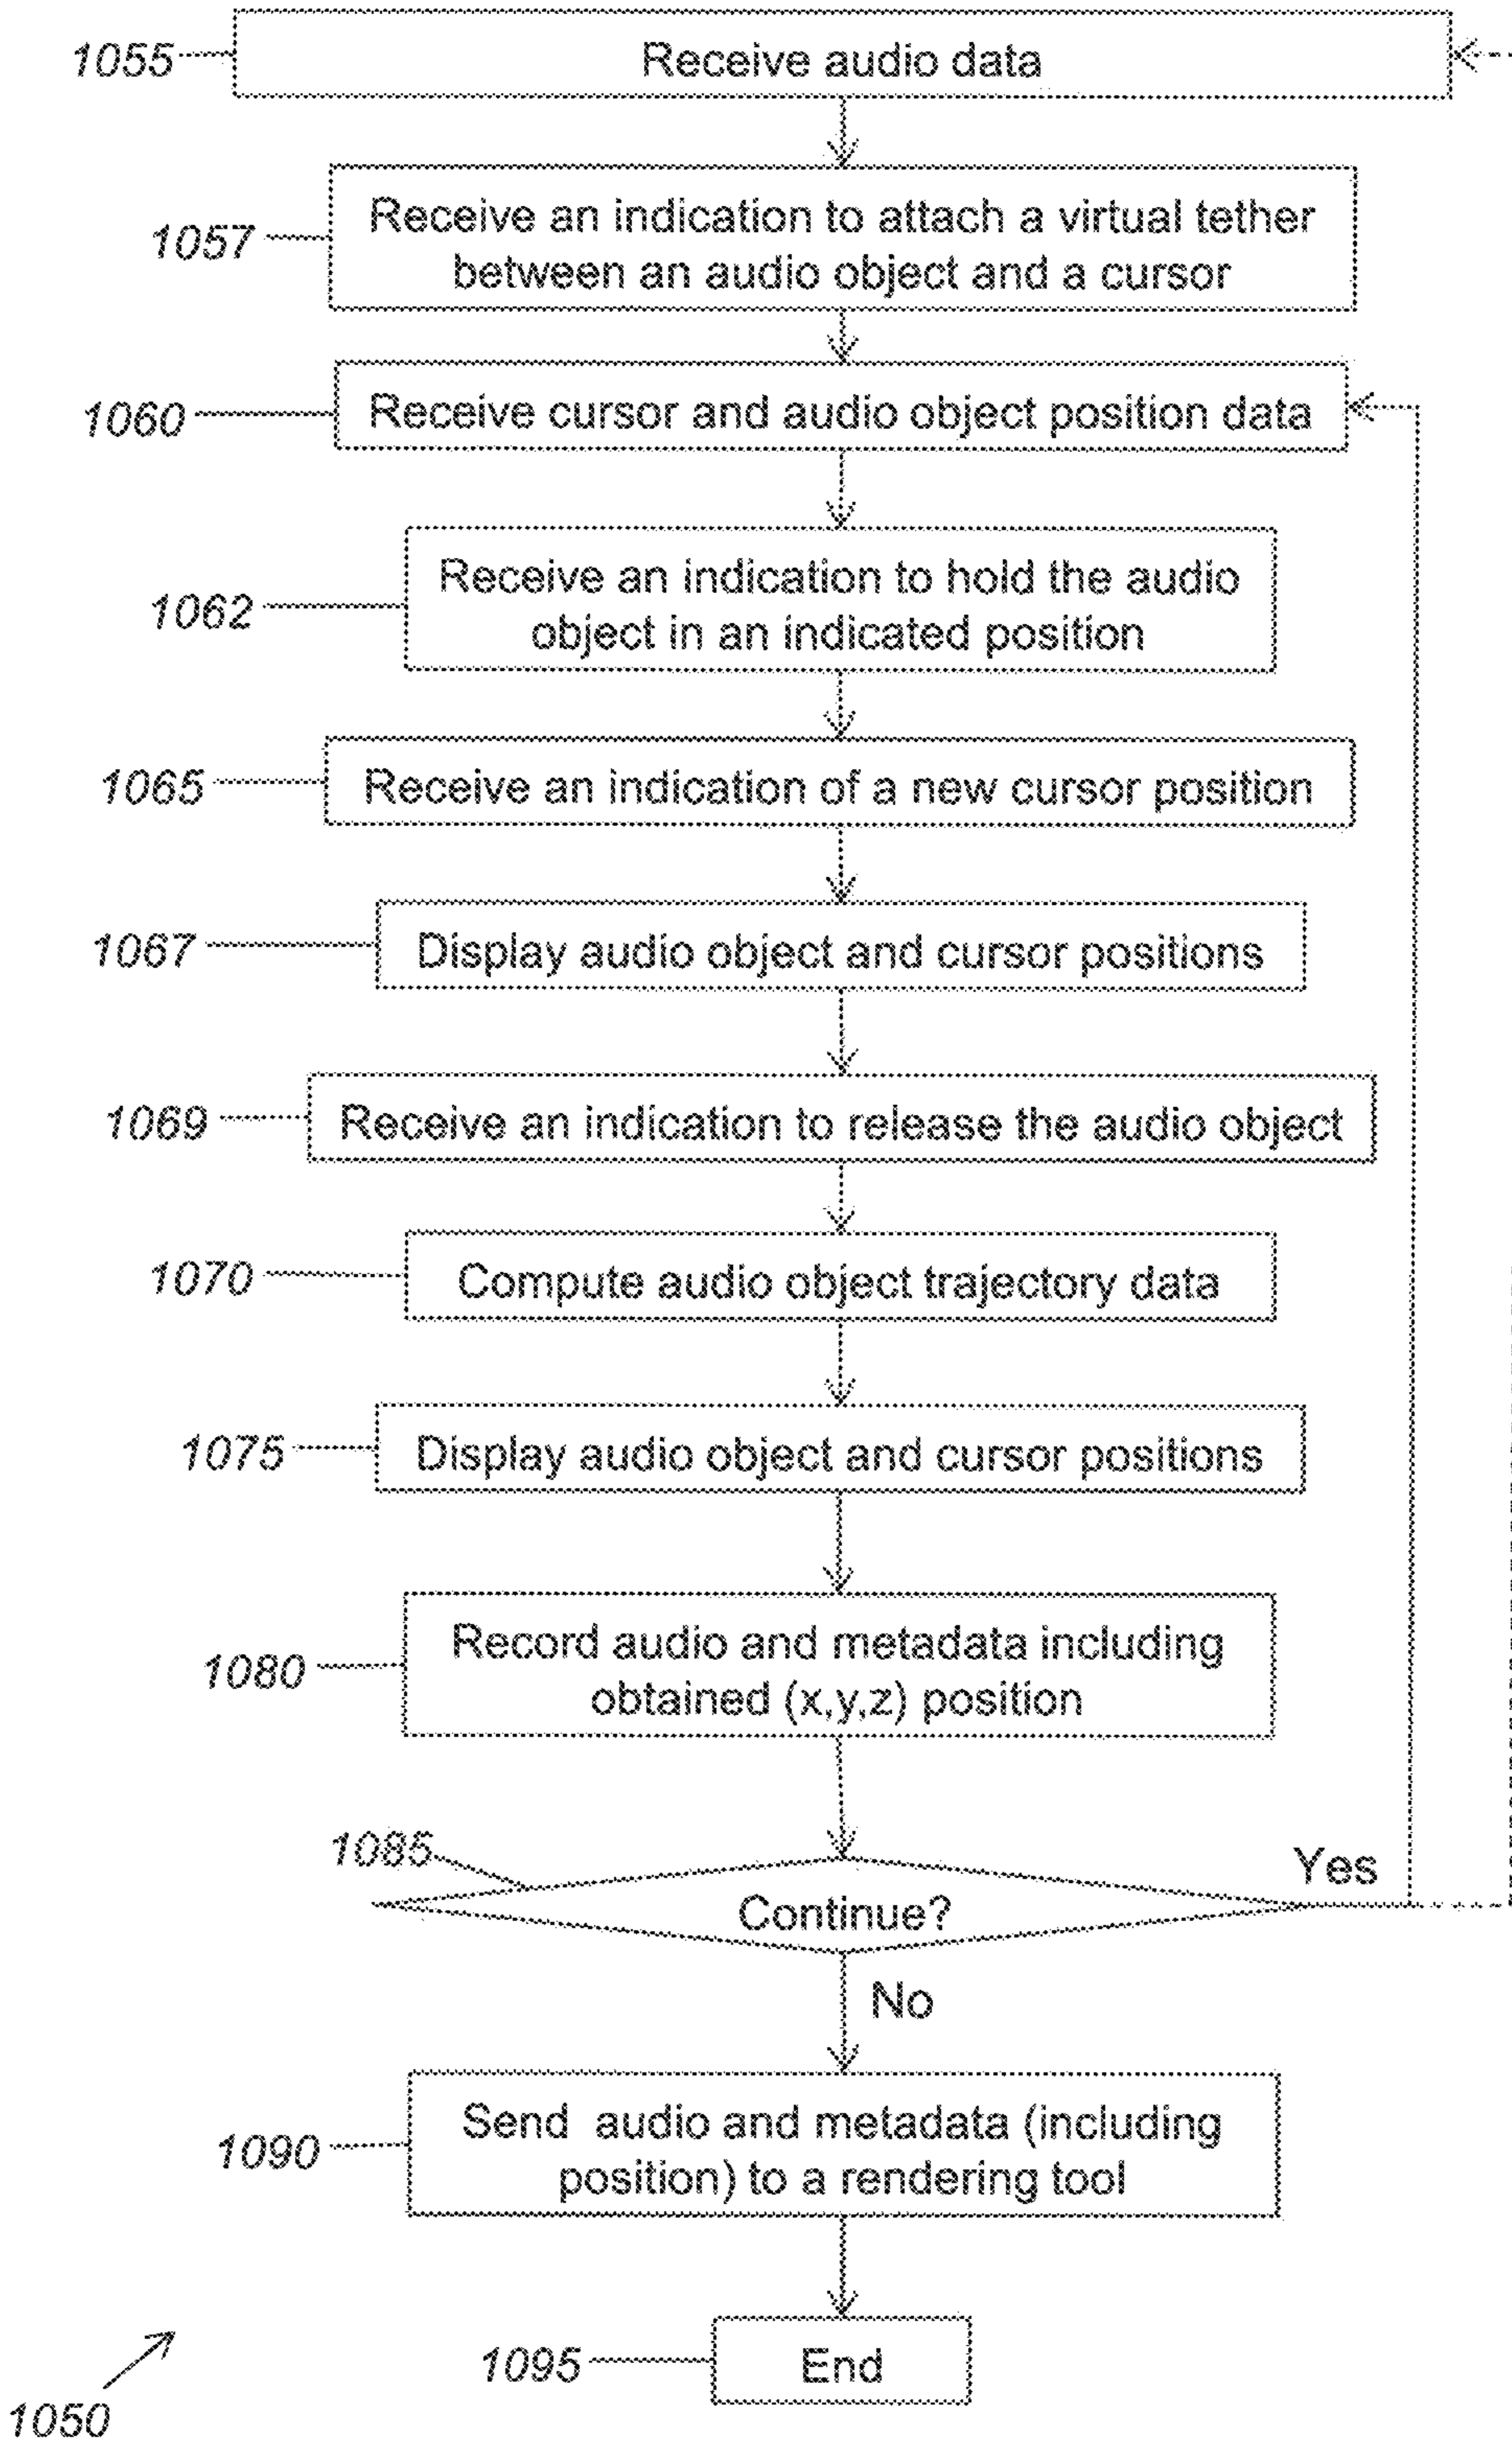 1055
Receive audio data
1057
Receive an indication to attach a virtual tether
between an audio object and a cursor
1060
Receive cursor and audio object position data
1062
Receive an indication to hold the audio
object in an indicated position
1065
Receive an indication of a new cursor position
1067
Display audio object and cursor positions
1069
Receive an indication to release the audio object
1070
Compute audio object trajectory data
1075
Display audio object and cursor positions
1080
Record audio and metadata including
obtained (x,y,z) position
1085
Continue?
Yes
No
1090
Send audio and metadata (including
position) to a rendering tool
1095
End
1050